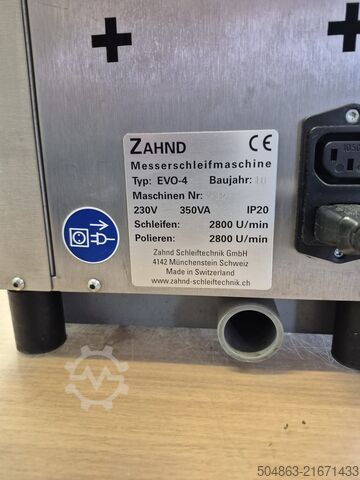 ZAHND CE
Messerschleifmaschine
Typ: EVO-4 Baujahr:
Maschinen Nr:
230V 350VA IP20
Schleifen: 2800 U/min
Polieren: 2800 U/min
Zahnd Schleiftechnik GmbH
4142 Münchenstein Schweiz
Made in Switzerland
www.zahnd-schleiftechnik.ch
504863-21671433